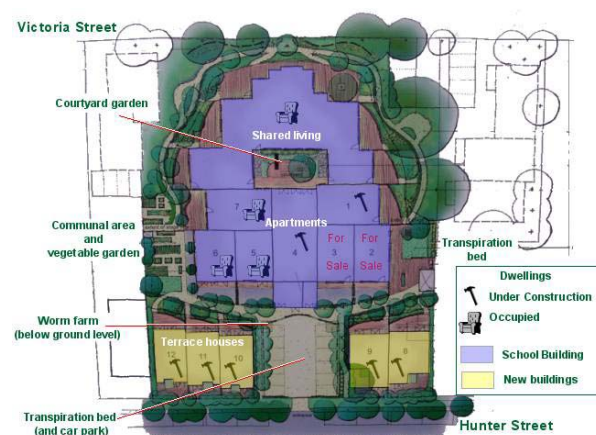 Victoria Street
Courtyard garden
Shared living
7
1
Apartments
Communal area
and
vegetable garden
6
5
4
For
3
Sale
For
2
Sale
Transpiration
bed
Dwellings
Under Construction
Occupied
School Building
New buildings
Worm farm
(below ground level)
Terrace houses
12
11
10
9
8
Transpiration bed
(and car park)
Hunter Street